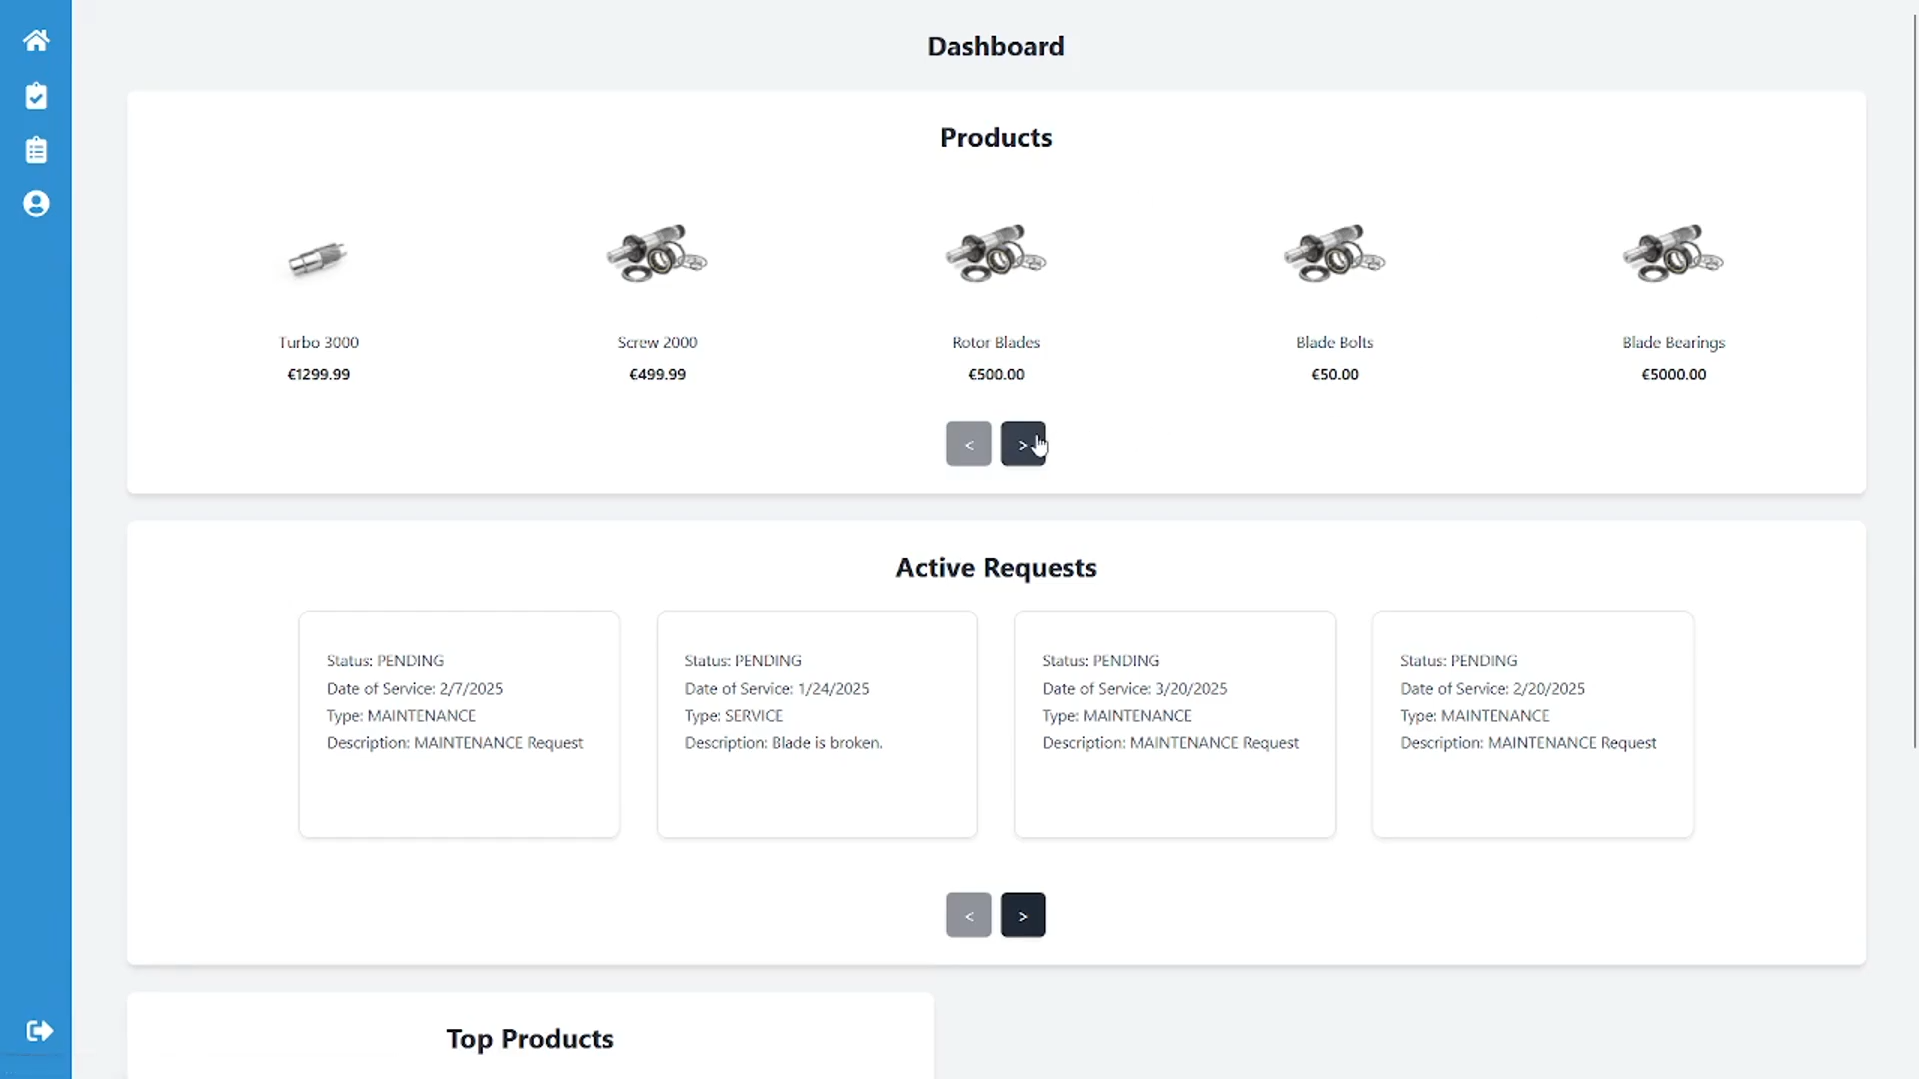 Dashboard
Products
Turbo 3000
€1299.99
Screw 2000
€499.99
Rotor Blades
€500.00
Blade Bolts
€50.00
Blade Bearings
€5000.00
< >
Active Requests
Status: PENDING
Date of Service: 2/7/2025
Type: MAINTENANCE
Description: MAINTENANCE Request
Status: PENDING
Date of Service: 1/24/2025
Type: SERVICE
Description: Blade is broken.
Status: PENDING
Date of Service: 3/20/2025
Type: MAINTENANCE
Description: MAINTENANCE Request
Status: PENDING
Date of Service: 2/20/2025
Type: MAINTENANCE
Description: MAINTENANCE Request
< >
Top Products